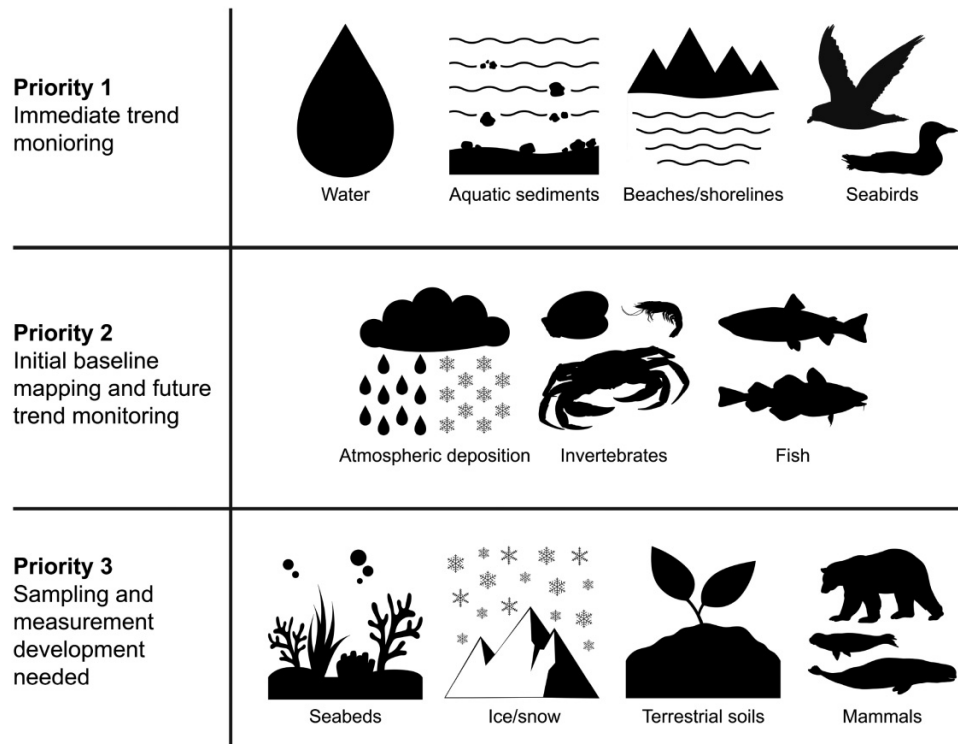 Priority 1
Immediate trend
monioring
Water
Aquatic sediments
Beaches/shorelines
Seabirds
Priority 2
Initial baseline
mapping and future
trend monitoring
Atmospheric deposition
Invertebrates
Fish
Priority 3
Sampling and
measurement
development
needed
Seabeds
Ice/snow
Terrestrial soils
Mammals